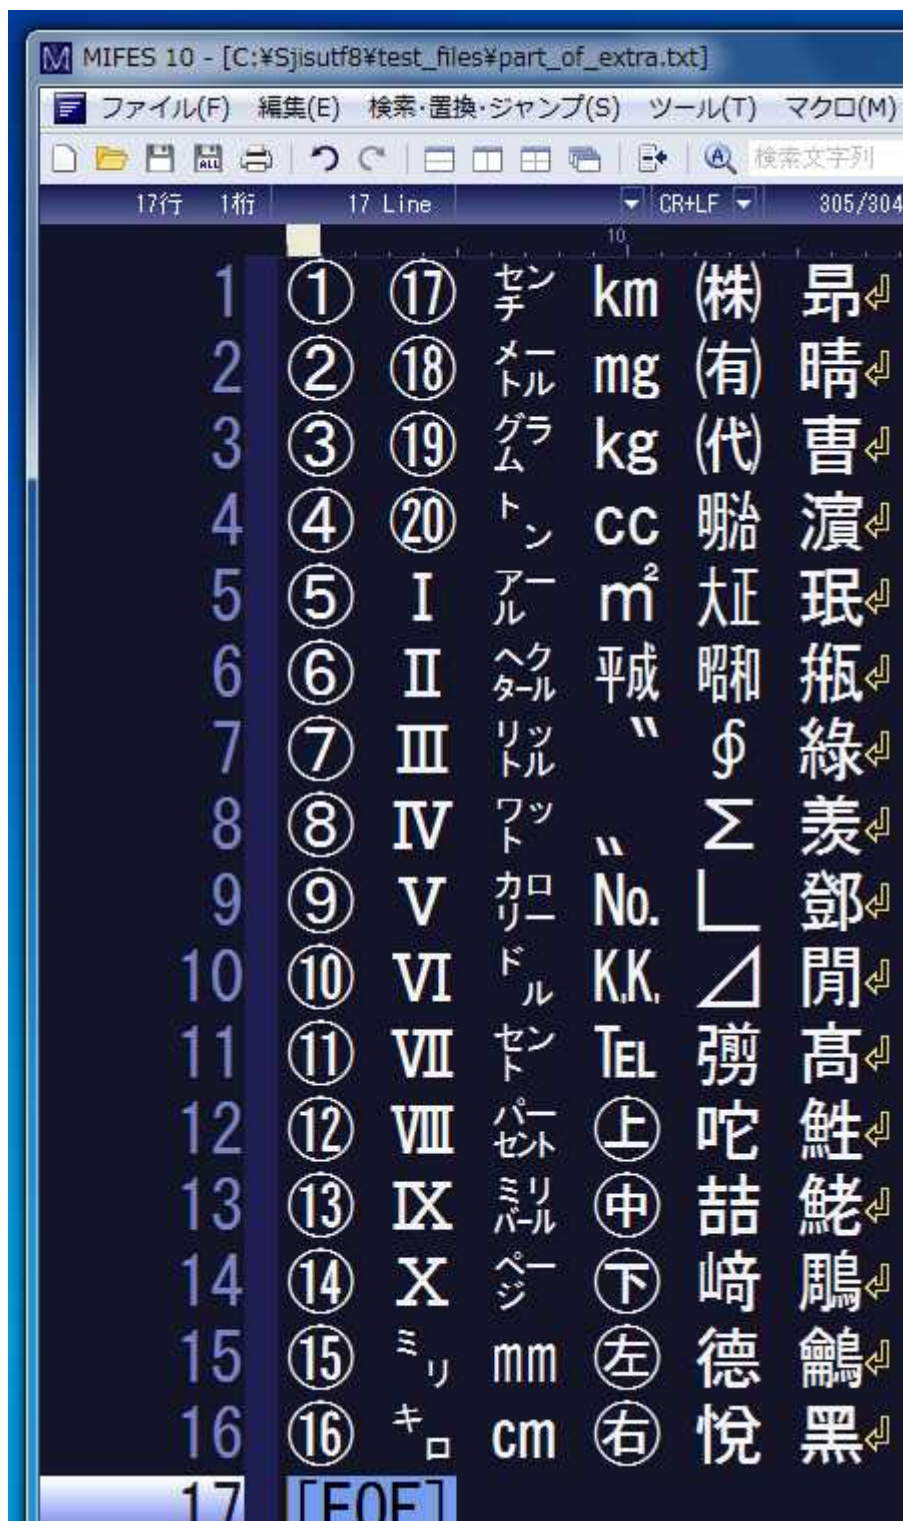 MIFES 10 - [C:¥Sjisutf8¥test_files¥part_of_extra.txt]
ファイル(F) 編集(E) 検索・置換・ジャンプ(S) ツール(T) マクロ(M)
ALL A 検索文字列
17行 1桁 17 Line CR+LF 305/304
10
1 ① ⑰ ㌢ ㎞ ㈱ 昻
2 ② ⑱ ㍍ ㎎ ㈲ 晴
3 ③ ⑲ ㌘ ㎏ ㈹ 曺
4 ④ ⑳ ㌧ ㏄ ㍾ 濵
5 ⑤ Ⅰ ㌃ ㎡ ㍽ 珉
6 ⑥ Ⅱ ㌶ ㍻ ㍼ 甁
7 ⑦ Ⅲ ㍑ 〝 ∮ 綠
8 ⑧ Ⅳ ㍗ 〟 ∑ 羨
9 ⑨ Ⅴ ㌍ № ∟ 鄧
10 ⑩ Ⅵ ㌦ ㏍ ⊿ 閒
11 ⑪ Ⅶ ㌣ ℡ 彅 髙
12 ⑫ Ⅷ ㌫ ㊤ 咜 鮏
13 ⑬ Ⅸ ㍊ ㊥ 喆 鮱
14 ⑭ Ⅹ ㌻ ㊦ 﨑 鵰
15 ⑮ ㍉ ㎜ ㊧ 德 鸙
16 ⑯ ㌔ ㎝ ㊨ 悅 黑
17 [EOF]